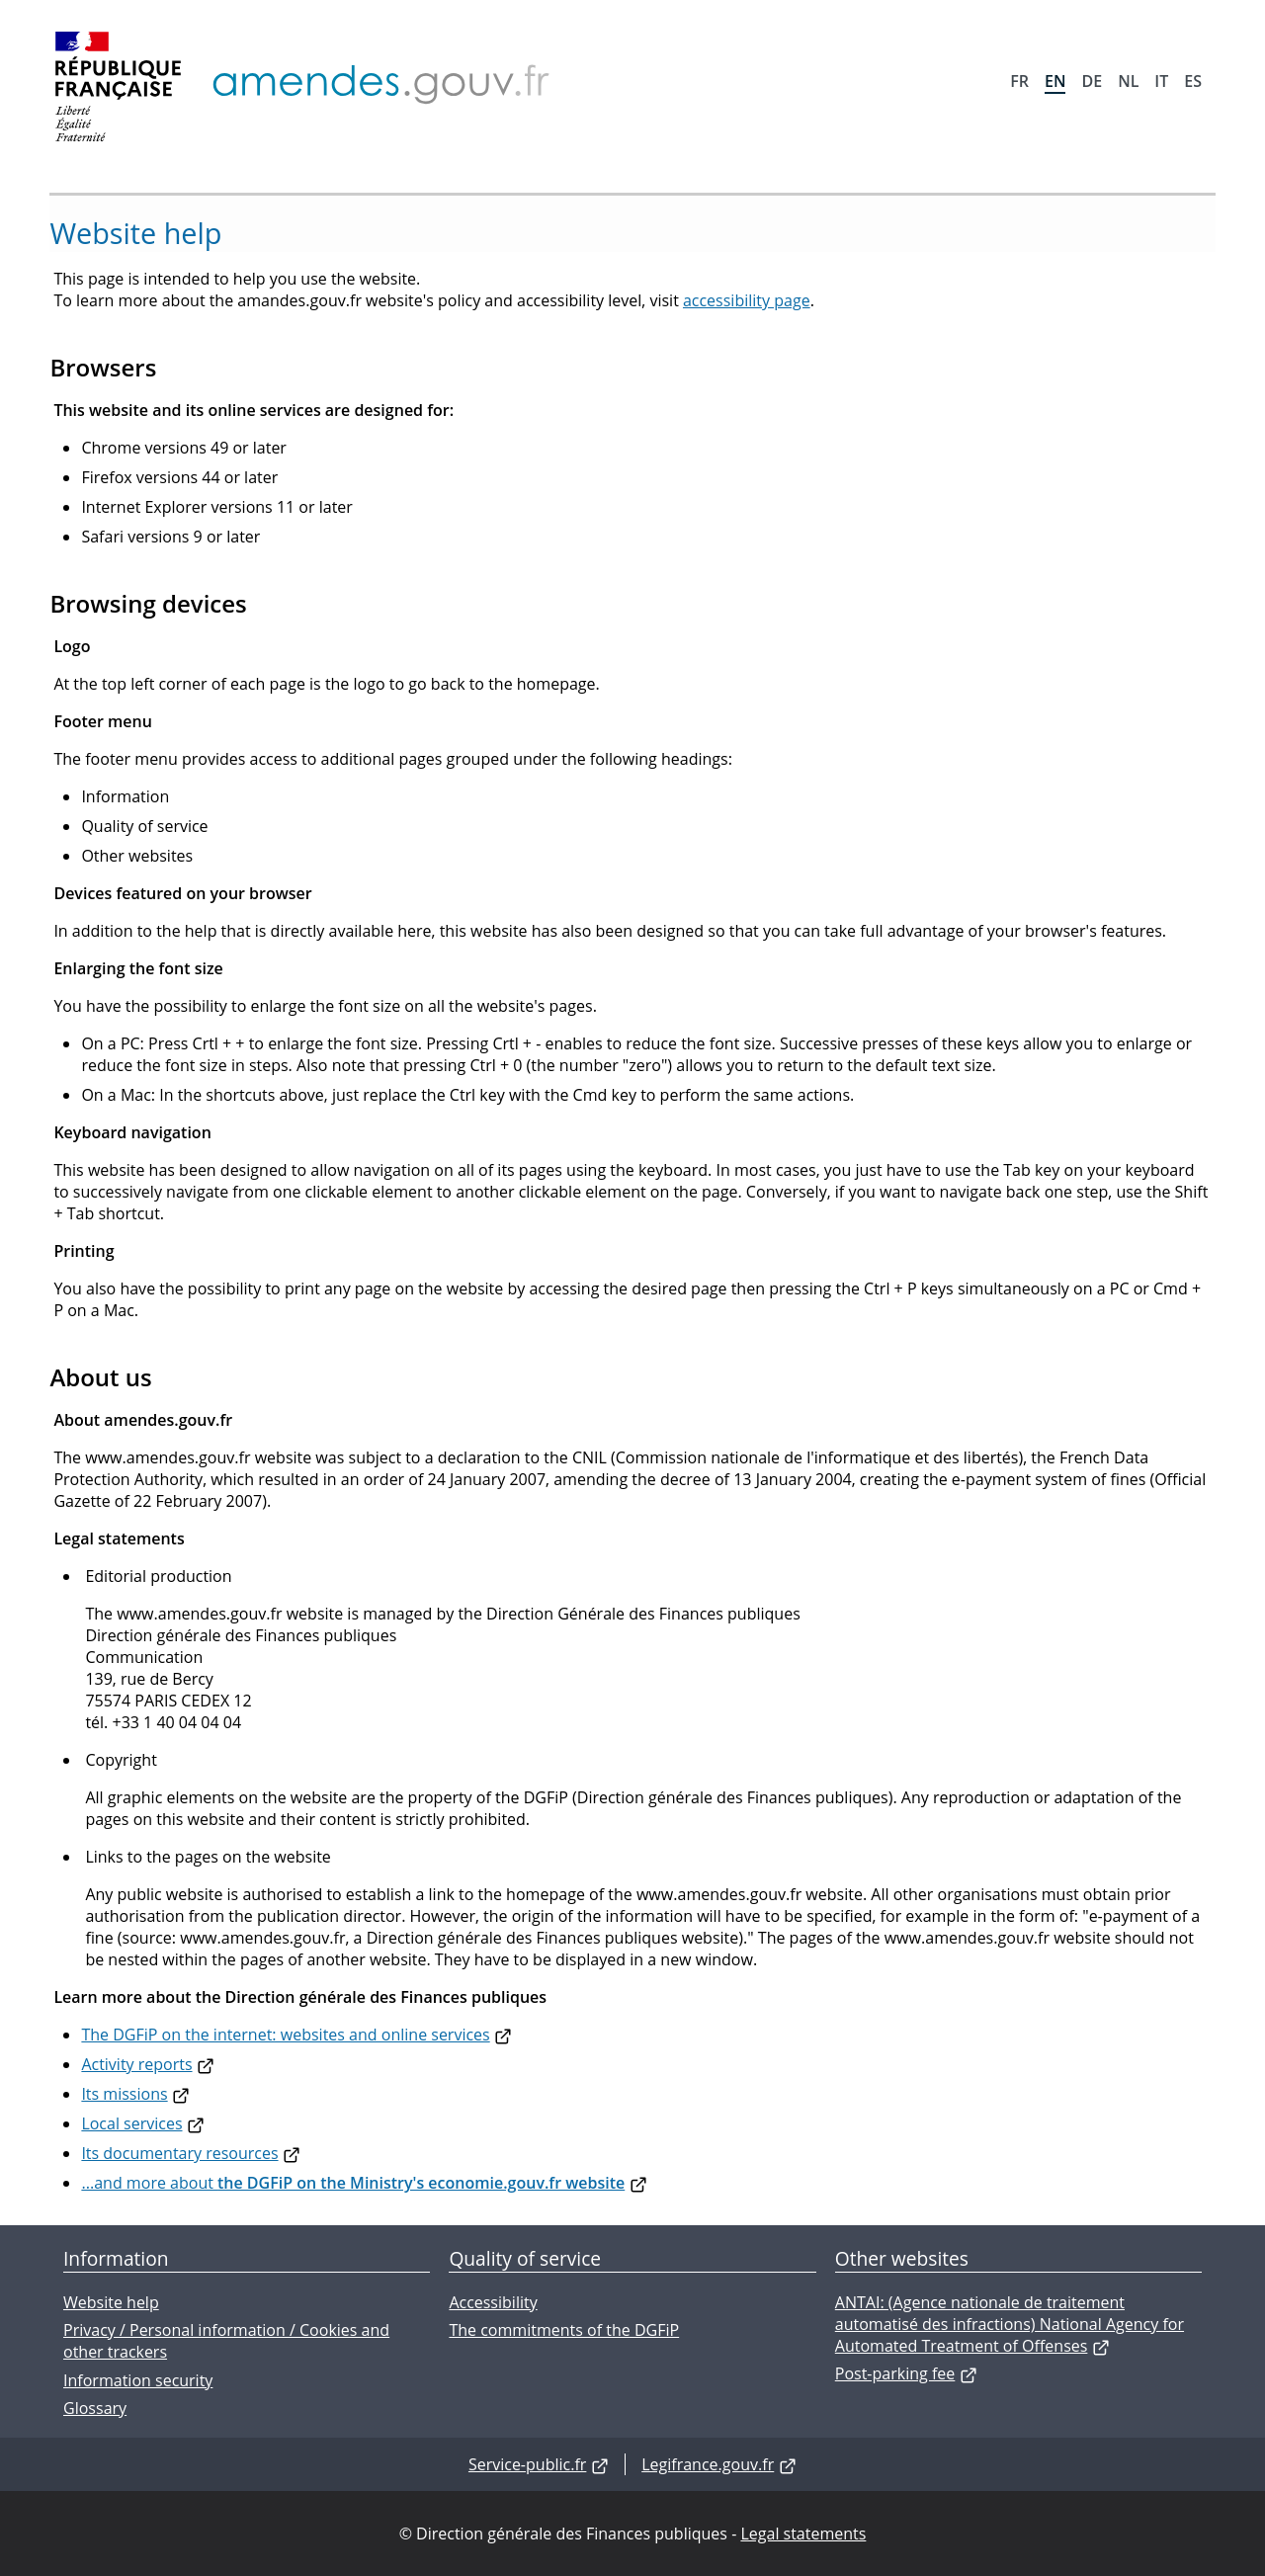 RÉPUBLIQUE
FRANÇAISE
Liberté
Égalité
Fraternité
amendes.gouv.fr
FR EN DE NL IT ES
Website help
This page is intended to help you use the website.
To learn more about the amandes.gouv.fr website's policy and accessibility level, visit accessibility page.
Browsers
This website and its online services are designed for:
Chrome versions 49 or later
Firefox versions 44 or later
Internet Explorer versions 11 or later
Safari versions 9 or later
Browsing devices
Logo
At the top left corner of each page is the logo to go back to the homepage.
Footer menu
The footer menu provides access to additional pages grouped under the following headings:
Information
Quality of service
Other websites
Devices featured on your browser
In addition to the help that is directly available here, this website has also been designed so that you can take full advantage of your browser's features.
Enlarging the font size
You have the possibility to enlarge the font size on all the website's pages.
On a PC: Press Crtl + + to enlarge the font size. Pressing Crtl + - enables to reduce the font size. Successive presses of these keys allow you to enlarge or
reduce the font size in steps. Also note that pressing Ctrl + 0 (the number "zero") allows you to return to the default text size.
On a Mac: In the shortcuts above, just replace the Ctrl key with the Cmd key to perform the same actions.
Keyboard navigation
This website has been designed to allow navigation on all of its pages using the keyboard. In most cases, you just have to use the Tab key on your keyboard
to successively navigate from one clickable element to another clickable element on the page. Conversely, if you want to navigate back one step, use the Shift
+ Tab shortcut.
Printing
You also have the possibility to print any page on the website by accessing the desired page then pressing the Ctrl + P keys simultaneously on a PC or Cmd +
P on a Mac.
About us
About amendes.gouv.fr
The www.amendes.gouv.fr website was subject to a declaration to the CNIL (Commission nationale de l'informatique et des libertés), the French Data
Protection Authority, which resulted in an order of 24 January 2007, amending the decree of 13 January 2004, creating the e-payment system of fines (Official
Gazette of 22 February 2007).
Legal statements
Editorial production
The www.amendes.gouv.fr website is managed by the Direction Générale des Finances publiques
Direction générale des Finances publiques
Communication
139, rue de Bercy
75574 PARIS CEDEX 12
tél. +33 1 40 04 04 04
Copyright
All graphic elements on the website are the property of the DGFiP (Direction générale des Finances publiques). Any reproduction or adaptation of the
pages on this website and their content is strictly prohibited.
Links to the pages on the website
Any public website is authorised to establish a link to the homepage of the www.amendes.gouv.fr website. All other organisations must obtain prior
authorisation from the publication director. However, the origin of the information will have to be specified, for example in the form of: "e-payment of a
fine (source: www.amendes.gouv.fr, a Direction générale des Finances publiques website)." The pages of the www.amendes.gouv.fr website should not
be nested within the pages of another website. They have to be displayed in a new window.
Learn more about the Direction générale des Finances publiques
The DGFiP on the internet: websites and online services
Activity reports
Its missions
Local services
Its documentary resources
...and more about the DGFiP on the Ministry's economie.gouv.fr website
Information
Website help
Privacy / Personal information / Cookies and
other trackers
Information security
Glossary
Quality of service
Accessibility
The commitments of the DGFiP
Other websites
ANTAI: (Agence nationale de traitement
automatisé des infractions) National Agency for
Automated Treatment of Offenses
Post-parking fee
Service-public.fr
Legifrance.gouv.fr
© Direction générale des Finances publiques - Legal statements